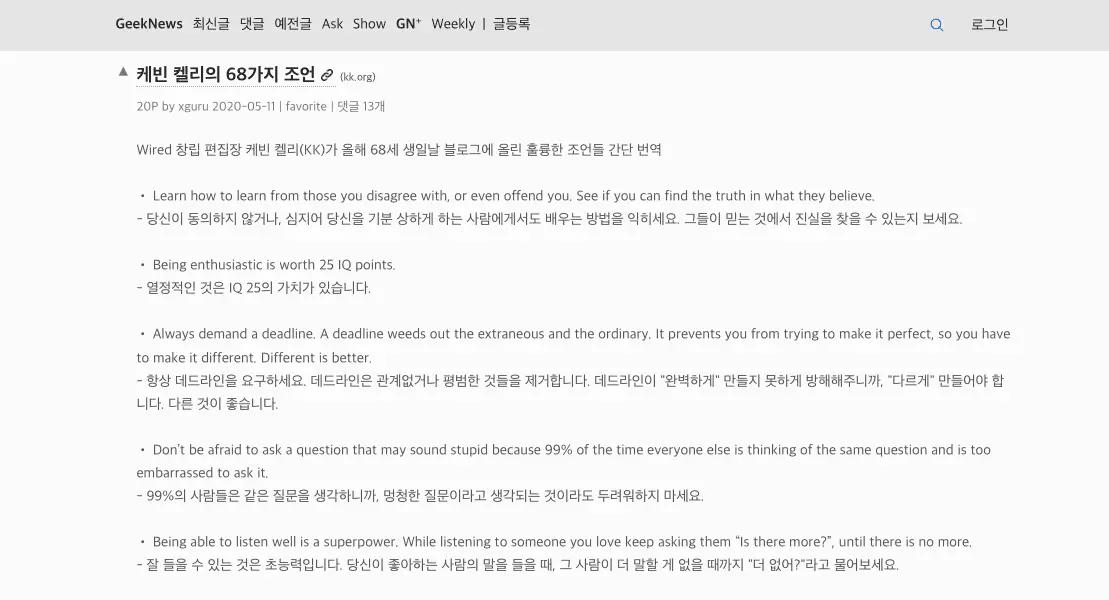 GeekNews 최신글 댓글 예전글 Ask Show GN⁺ Weekly | 글등록 로그인
▲ 케빈 켈리의 68가지 조언 (kk.org)
20P by xguru 2020-05-11 | favorite | 댓글 13개
Wired 창립 편집장 케빈 켈리(KK)가 올해 68세 생일날 블로그에 올린 훌륭한 조언들 간단 번역
• Learn how to learn from those you disagree with, or even offend you. See if you can find the truth in what they believe.
- 당신이 동의하지 않거나, 심지어 당신을 기분 상하게 하는 사람에게서도 배우는 방법을 익히세요. 그들이 믿는 것에서 진실을 찾을 수 있는지 보세요.
• Being enthusiastic is worth 25 IQ points.
- 열정적인 것은 IQ 25의 가치가 있습니다.
• Always demand a deadline. A deadline weeds out the extraneous and the ordinary. It prevents you from trying to make it perfect, so you have
to make it different. Different is better.
- 항상 데드라인을 요구하세요. 데드라인은 관계없거나 평범한 것들을 제거합니다. 데드라인이 "완벽하게" 만들지 못하게 방해해주니까, "다르게" 만들어야 합
니다. 다른 것이 좋습니다.
• Don't be afraid to ask a question that may sound stupid because 99% of the time everyone else is thinking of the same question and is too
embarrassed to ask it.
- 99%의 사람들은 같은 질문을 생각하니까, 멍청한 질문이라고 생각되는 것이라도 두려워하지 마세요.
• Being able to listen well is a superpower. While listening to someone you love keep asking them “Is there more?”, until there is no more.
- 잘 들을 수 있는 것은 초능력입니다. 당신이 좋아하는 사람의 말을 들을 때, 그 사람이 더 말할 게 없을 때까지 "더 없어?"라고 물어보세요.